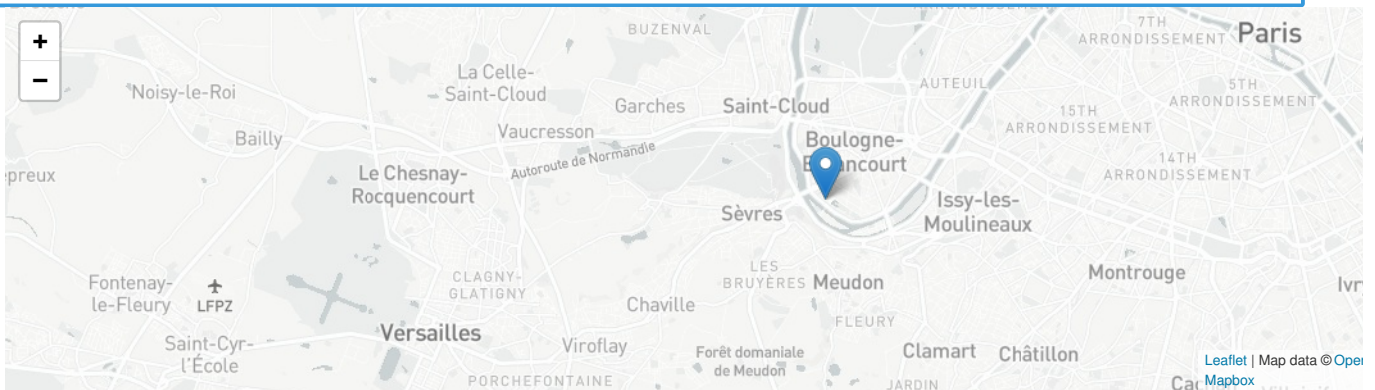 +
−
BUZENVAL
7TH
ARRONDISSEMENT
Paris
La Celle-
Saint-Cloud
Noisy-le-Roi
Garches
Saint-Cloud
AUTEUIL
5TH
ARRONDISSEMENT
15TH
ARRONDISSEMENT
Bailly
Vaucresson
Autoroute de Normandie
Boulogne-
14TH
ARRONDISSEMENT
Le Chesnay-
Rocquencourt
Sèvres
Issy-les-
Moulineaux
Fontenay-
le-Fleury
LFPZ
CLAGNY-
GLATIGNY
LES
BRUYÈRES
Meudon
Montrouge
Chaville
FLEURY
Versailles
Saint-Cyr-
l'École
Viroflay
Forêt domaniale
de Meudon
Clamart
Châtillon
PORCHEFONTAINE
JARDIN
Leaflet | Map data © Open
Mapbox